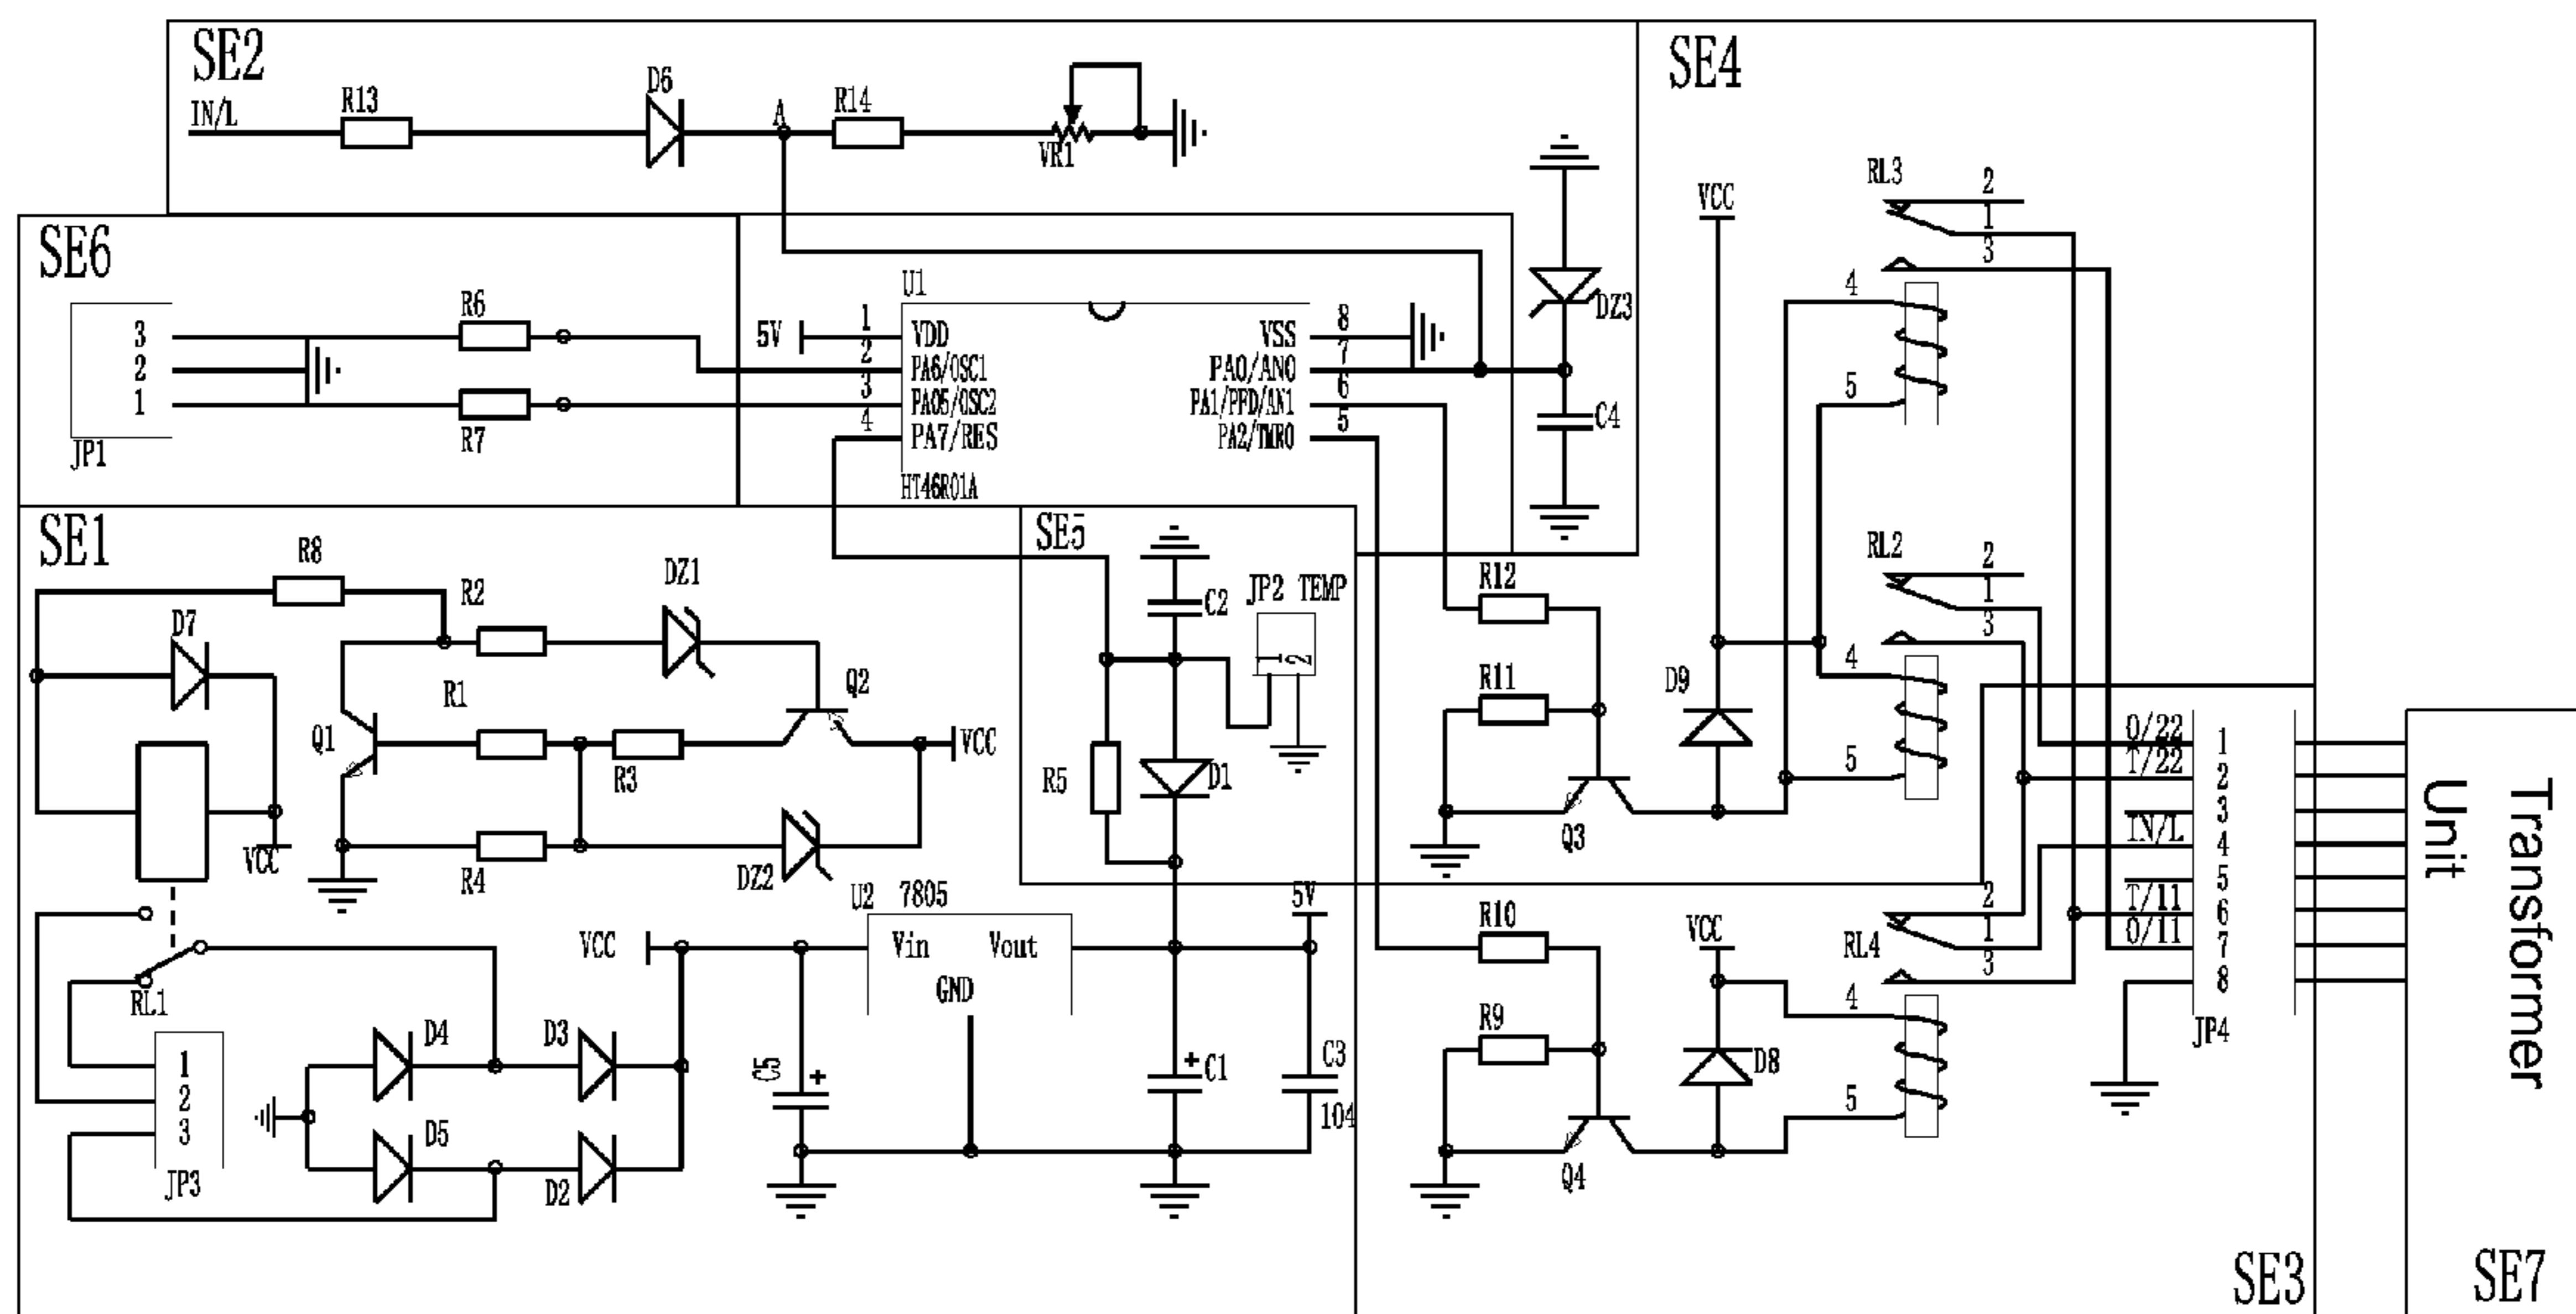 SE2
IN/L
R13
D6
A
R14
VR1
SE4
VCC
RL3
2
1
3
4
5
DZ3
C4
SE6
3
2
1
JP1
R6
R7
U1
5V
1
2
3
4
VDD
PA6/OSC1
PA05/OSC2
PA7/RES
HT46R01A
VSS
PA0/AN0
PA1/PFD/AN1
PA2/TMR0
8
7
6
5
SE1
R8
D7
R2
DZ1
R1
Q1
Q2
R3
VCC
VCC
R4
DZ2
SE5
C2
JP2 TEMP
1
2
R5
D1
R12
R11
D9
Q3
RL2
2
1
3
4
5
RL1
1
2
3
JP3
D4
D3
D5
D2
VCC
U2 7805
Vin
Vout
GND
5V
C5
+
+
C1
C3
104
R10
R9
VCC
D8
Q4
RL4
2
1
3
4
5
O/22
T/22
IN/L
T/11
O/11
1
2
3
4
5
6
7
8
JP4
SE3
Transformer
Unit
SE7